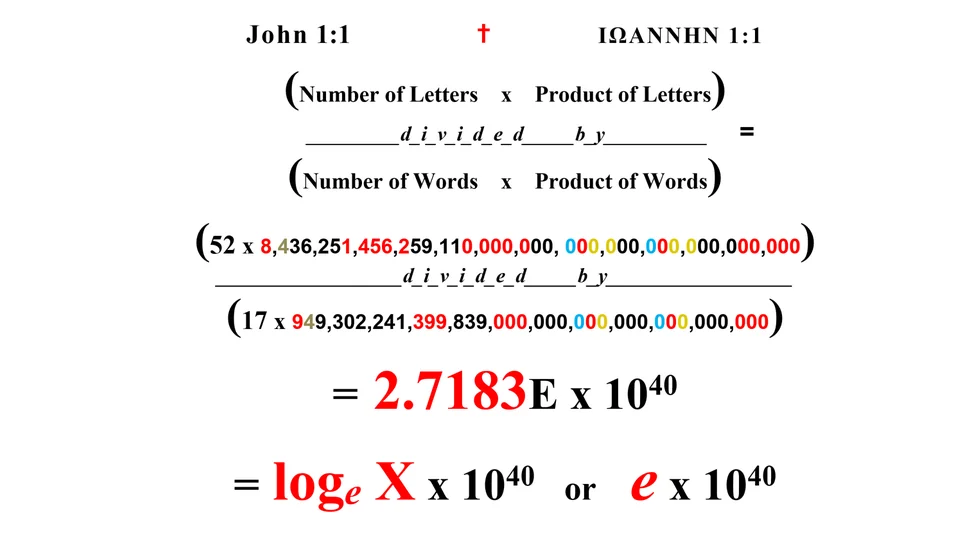 John 1:1 ✝ ΙΩΑΝΝΗΝ 1:1
(Number of Letters x Product of Letters)
_________d_i_v_i_d_e_d_____b_y__________ =
(Number of Words x Product of Words)
(52 x 8,436,251,456,259,110,000,000, 000,000,000,000,000,000)
__________________d_i_v_i_d_e_d_____b_y__________________
(17 x 949,302,241,399,839,000,000,000,000,000,000,000)
= 2.7183E x 10⁴⁰
= logₑ X x 10⁴⁰ or e x 10⁴⁰